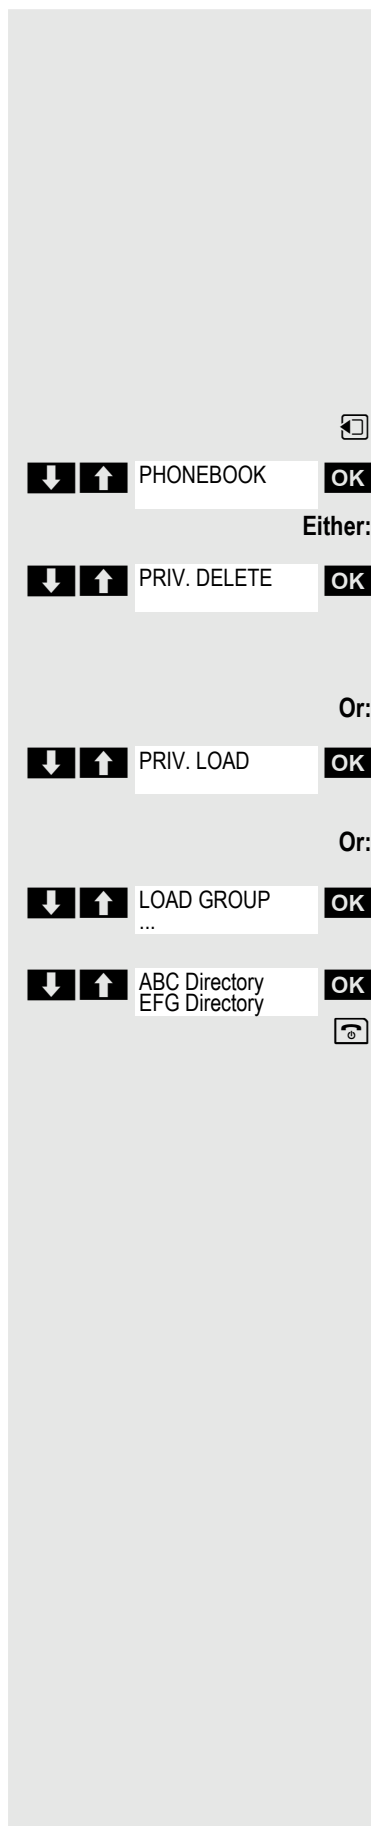 PHONEBOOK OK
Either:
PRIV. DELETE OK
Or:
PRIV. LOAD OK
Or:
LOAD GROUP OK
...
ABC Directory OK
EFG Directory